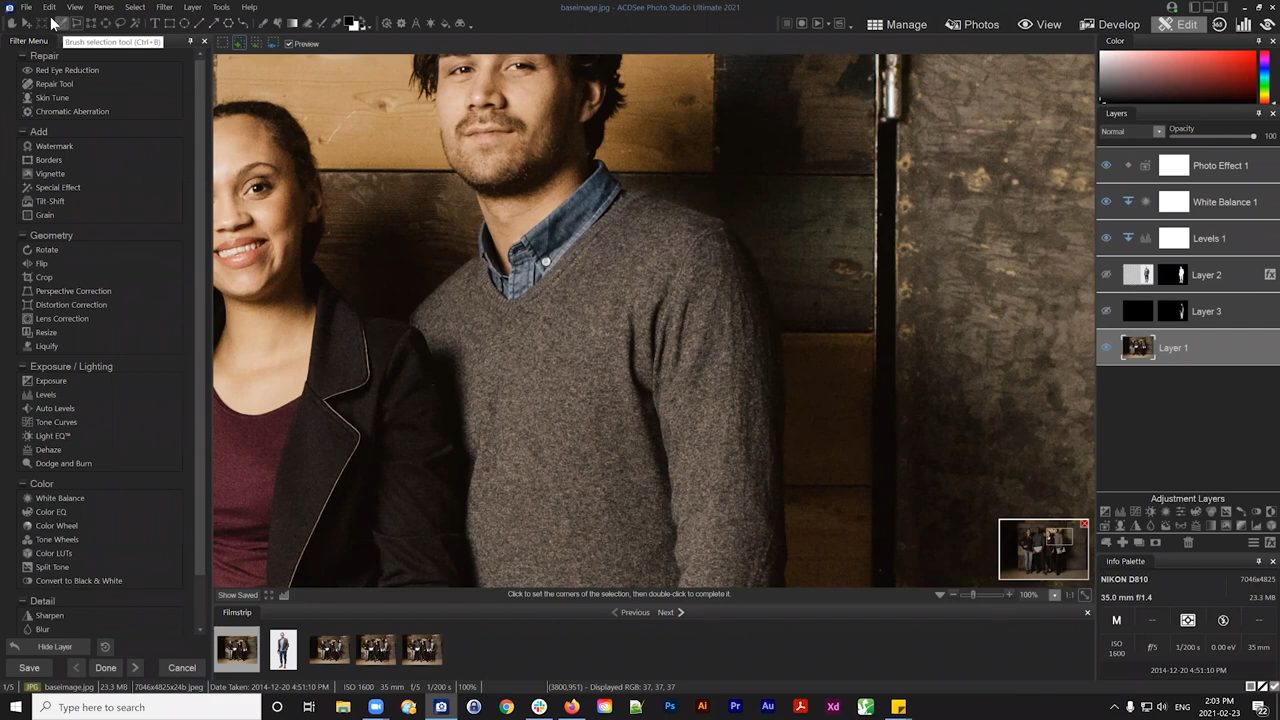 File Edit View Panes Select Filter Layer Tools Help
baseimage.jpg - ACDSee Photo Studio Ultimate 2021
Manage Photos View Develop Edit
Brush selection tool (Ctrl+B)
Filter Menu
Preview
Repair
Red Eye Reduction
Repair Tool
Skin Tune
Chromatic Aberration
Add
Watermark
Borders
Vignette
Special Effect
Tilt-Shift
Grain
Geometry
Rotate
Flip
Crop
Perspective Correction
Distortion Correction
Lens Correction
Resize
Liquify
Exposure / Lighting
Exposure
Levels
Auto Levels
Tone Curves
Light EQ™
Dehaze
Dodge and Burn
Color
White Balance
Color EQ
Color Wheel
Tone Wheels
Color LUTs
Split Tone
Convert to Black & White
Detail
Sharpen
Blur
Hide Layer
Save
Done
Cancel
Show Saved
Click to set the corners of the selection, then double-click to complete it.
100%
1:1
Filmstrip
Previous Next
Color
Layers
Normal
Opacity
100
Photo Effect 1
White Balance 1
Levels 1
Layer 2
Layer 3
Layer 1
Adjustment Layers
Info Palette
NIKON D810
7046x4825
35.0 mm f/1.4
23.3 MB
M
--
--
ISO
1600
f/5
1/200 s
0.00 eV
35 mm
2014-12-20 4:51:10 PM
1/5 JPG baseimage.jpg 23.3 MB 7046x4825x24b jpeg Date Taken: 2014-12-20 4:51:10 PM ISO 1600 35 mm f/5 1/200 s 100% (3800,951) - Displayed RGB: 37, 37, 37
Type here to search
Ps Ai Pr Au Xd
ENG
2:03 PM
2021-02-23